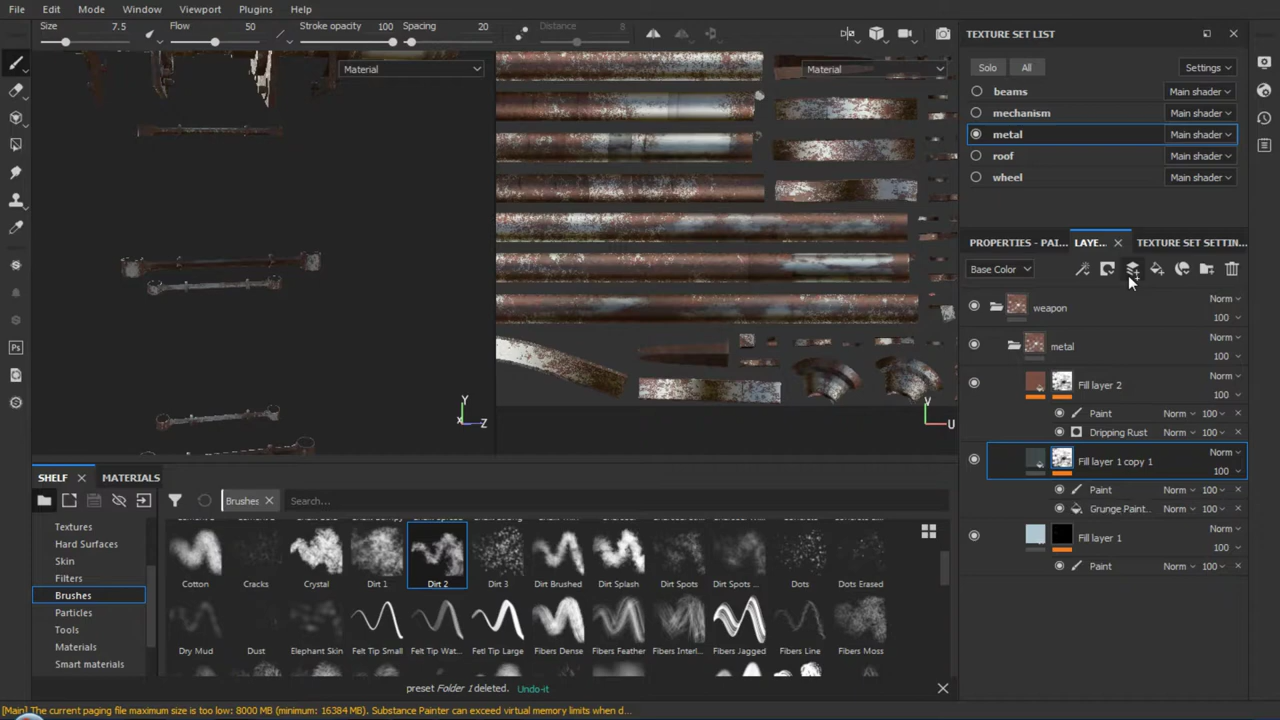 File Edit Mode Window Viewport Plugins Help
Size 7.5 Flow 50 Stroke opacity 100 Spacing 20 Distance 8
Material
Material
TEXTURE SET LIST
Solo All Settings
beams Main shader
mechanism Main shader
metal Main shader
roof Main shader
wheel Main shader
PROPERTIES - PAI... LAYE... TEXTURE SET SETTIN...
Base Color
weapon Norm 100
metal Norm 100
Fill layer 2 Norm 100
Paint Norm 100
Dripping Rust Norm 100
Fill layer 1 copy 1 Norm 100
Paint Norm 100
Grunge Paint... Norm 100
Fill layer 1 Norm 100
Paint Norm 100
Y
X Z
V
U
Ps
SHELF MATERIALS
Brushes Search...
Textures
Hard Surfaces
Skin
Filters
Brushes
Particles
Tools
Materials
Smart materials
Cotton Cracks Crystal Dirt 1 Dirt 2 Dirt 3 Dirt Brushed Dirt Splash Dirt Spots Dirt Spots ... Dots Dots Erased
Dry Mud Dust Elephant Skin Felt Tip Small Felt Tip Wat... Fetl Tip Large Fibers Dense Fibers Feather Fibers Interl... Fibers Jagged Fibers Line Fibers Moss
preset Folder 1 deleted. Undo-it
[Main] The current paging file maximum size is too low: 8000 MB (minimum: 16384 MB). Substance Painter can exceed virtual memory limits when d...